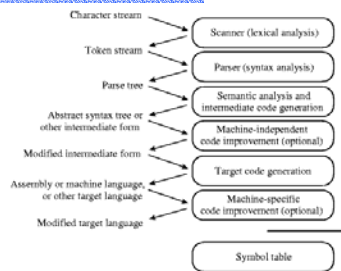 Character stream
Scanner (lexical analysis)
Token stream
Parser (syntax analysis)
Parse tree
Semantic analysis and
intermediate code generation
Abstract syntax tree or
other intermediate form
Machine-independent
code improvement (optional)
Modified intermediate form
Target code generation
Assembly or machine language,
or other target language
Machine-specific
code improvement (optional)
Modified target language
Symbol table